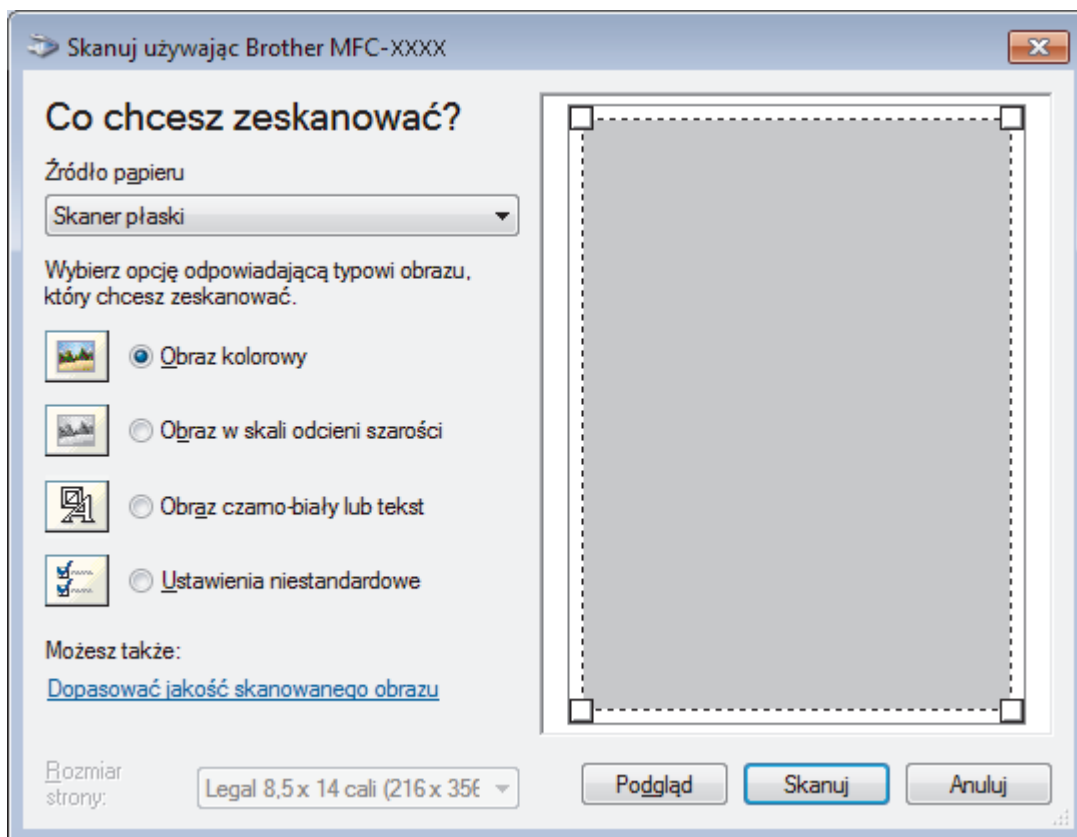 Skanuj używając Brother MFC-XXXX
Co chcesz zeskanować?
Źródło papieru
Skaner płaski
Wybierz opcję odpowiadającą typowi obrazu,
który chcesz zeskanować.
Obraz kolorowy
Obraz w skali odcieni szarości
Obraz czarno-biały lub tekst
Ustawienia niestandardowe
Możesz także:
Dopasować jakość skanowanego obrazu
Rozmiar
strony:
Legal 8,5 x 14 cali (216 x 356
Podgląd
Skanuj
Anuluj